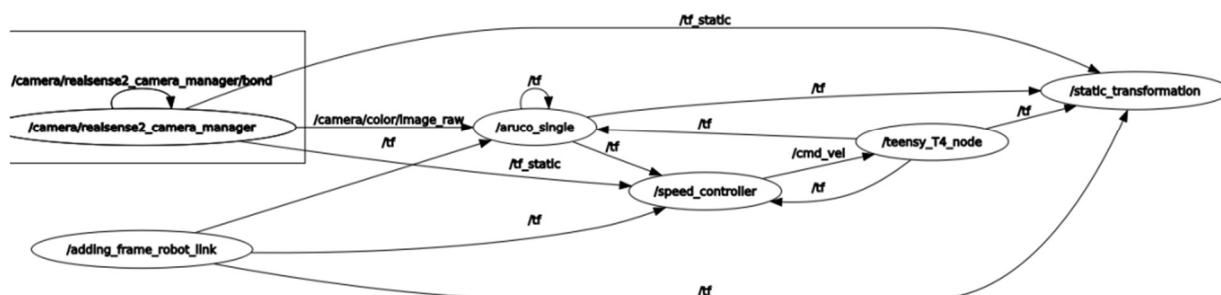 /tf_static
/camera/realsense2_camera_manager/bond
/tf
/tf
/static_transformation
/camera/realsense2_camera_manager
/camera/color/image_raw
/aruco_single
/tf
/tf
/tf
/teensy_T4_node
/tf
/cmd_vel
/tf_static
/speed_controller
/tf
/tf
/adding_frame_robot_link
/tf